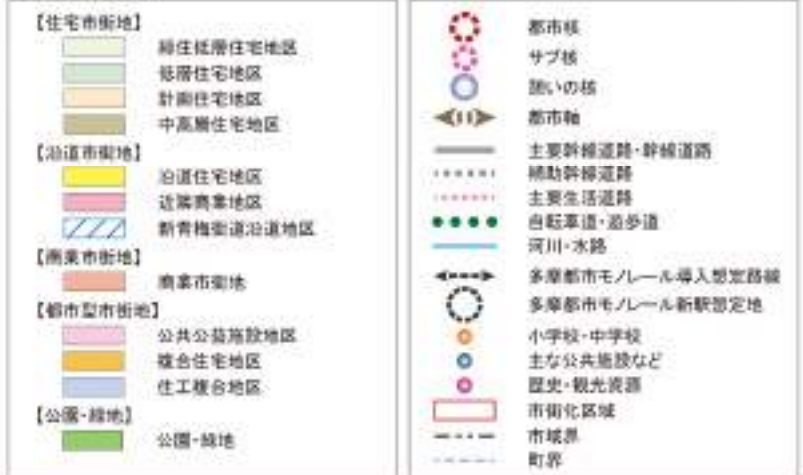 【住宅市街地】
緑住低層住宅地区
低層住宅地区
計画住宅地区
中高層住宅地区
【沿道市街地】
沿道住宅地区
近隣商業地区
新青梅街道沿道地区
【商業市街地】
商業市街地
【都市型市街地】
公共公益施設地区
複合住宅地区
住工複合地区
【公園・緑地】
公園・緑地
都市核
サブ核
憩いの核
都市軸
主要幹線道路・幹線道路
補助幹線道路
主要生活道路
自転車道・遊歩道
河川・水路
多摩都市モノレール導入想定路線
多摩都市モノレール新駅想定地
小学校・中学校
主な公共施設など
歴史・観光資源
市街化区域
市域界
町界